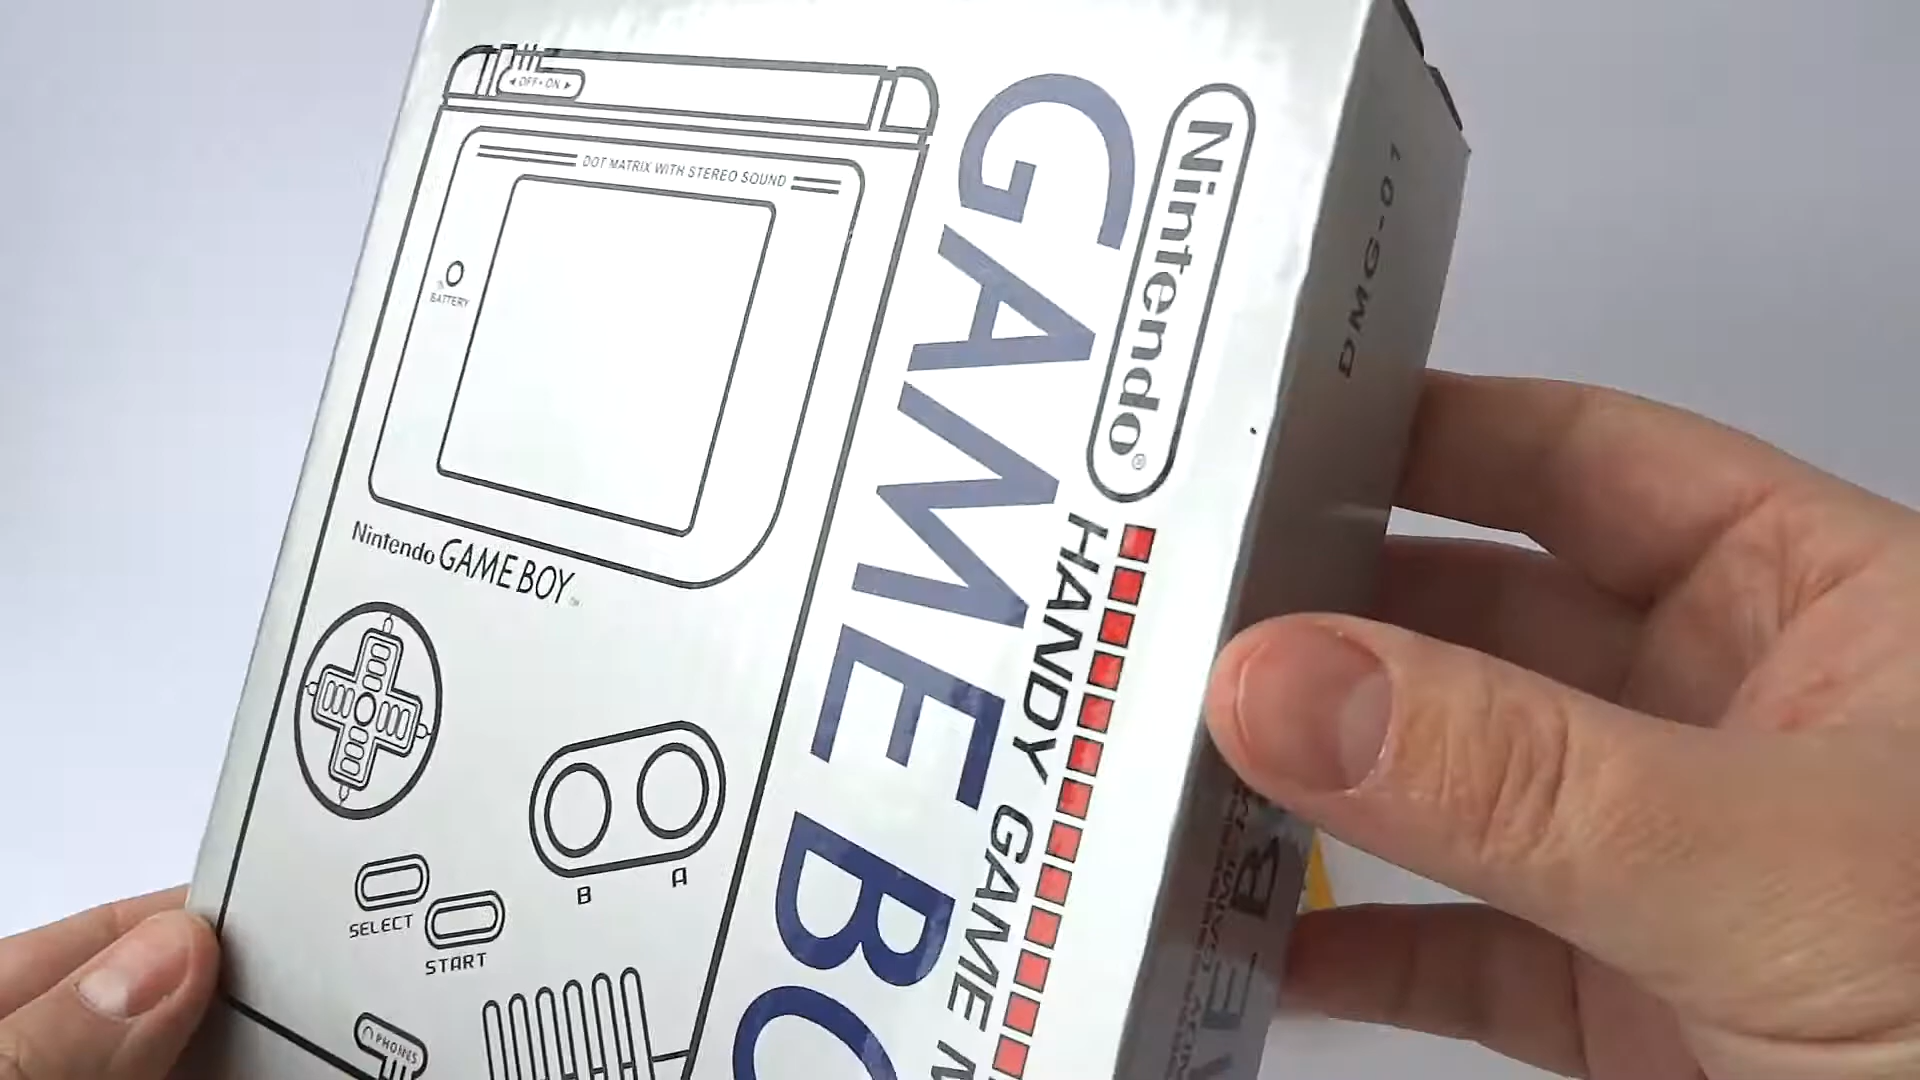 ◀ OFF•ON ▶
DOT MATRIX WITH STEREO SOUND
BATTERY
Nintendo GAME BOY™
B
A
SELECT
START
PHONES
GAME BO
Nintendo®
HANDY GAME M
DMG-01